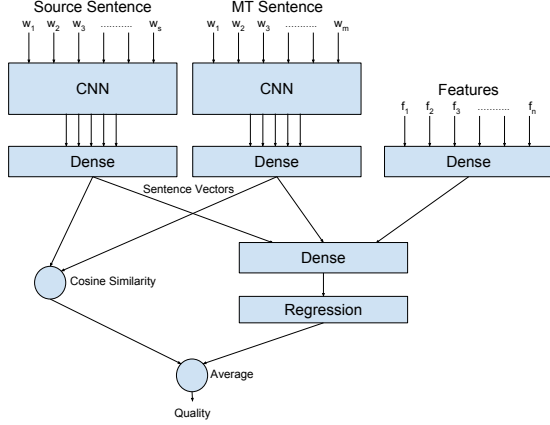 Source Sentence
MT Sentence
w1 w2 w3 ........... ws
w1 w2 w3 ........... wm
CNN
CNN
Features
f1 f2 f3 ........... fn
Dense
Dense
Dense
Sentence Vectors
Dense
Cosine Similarity
Regression
Average
Quality